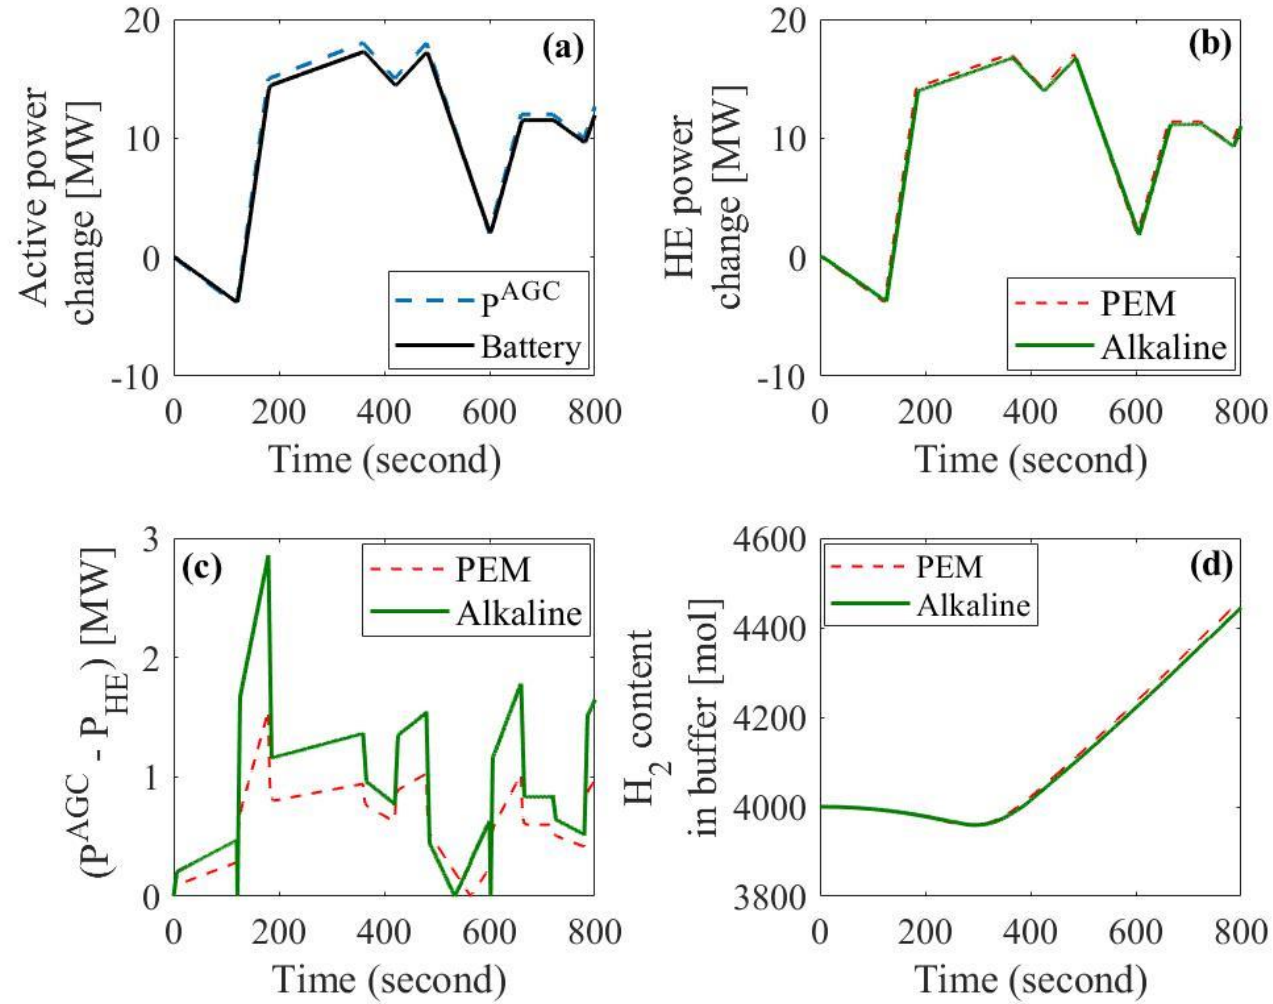 20
10
0
-10
Active power
change [MW]
(a)
P^AGC
Battery
0 200 400 600 800
Time (second)
20
10
0
-10
HE power
change [MW]
(b)
PEM
Alkaline
0 200 400 600 800
Time (second)
3
2
1
0
(P^AGC - P_HE) [MW]
(c)
PEM
Alkaline
0 200 400 600 800
Time (second)
4600
4400
4200
4000
3800
H_2 content
in buffer [mol]
(d)
PEM
Alkaline
0 200 400 600 800
Time (second)